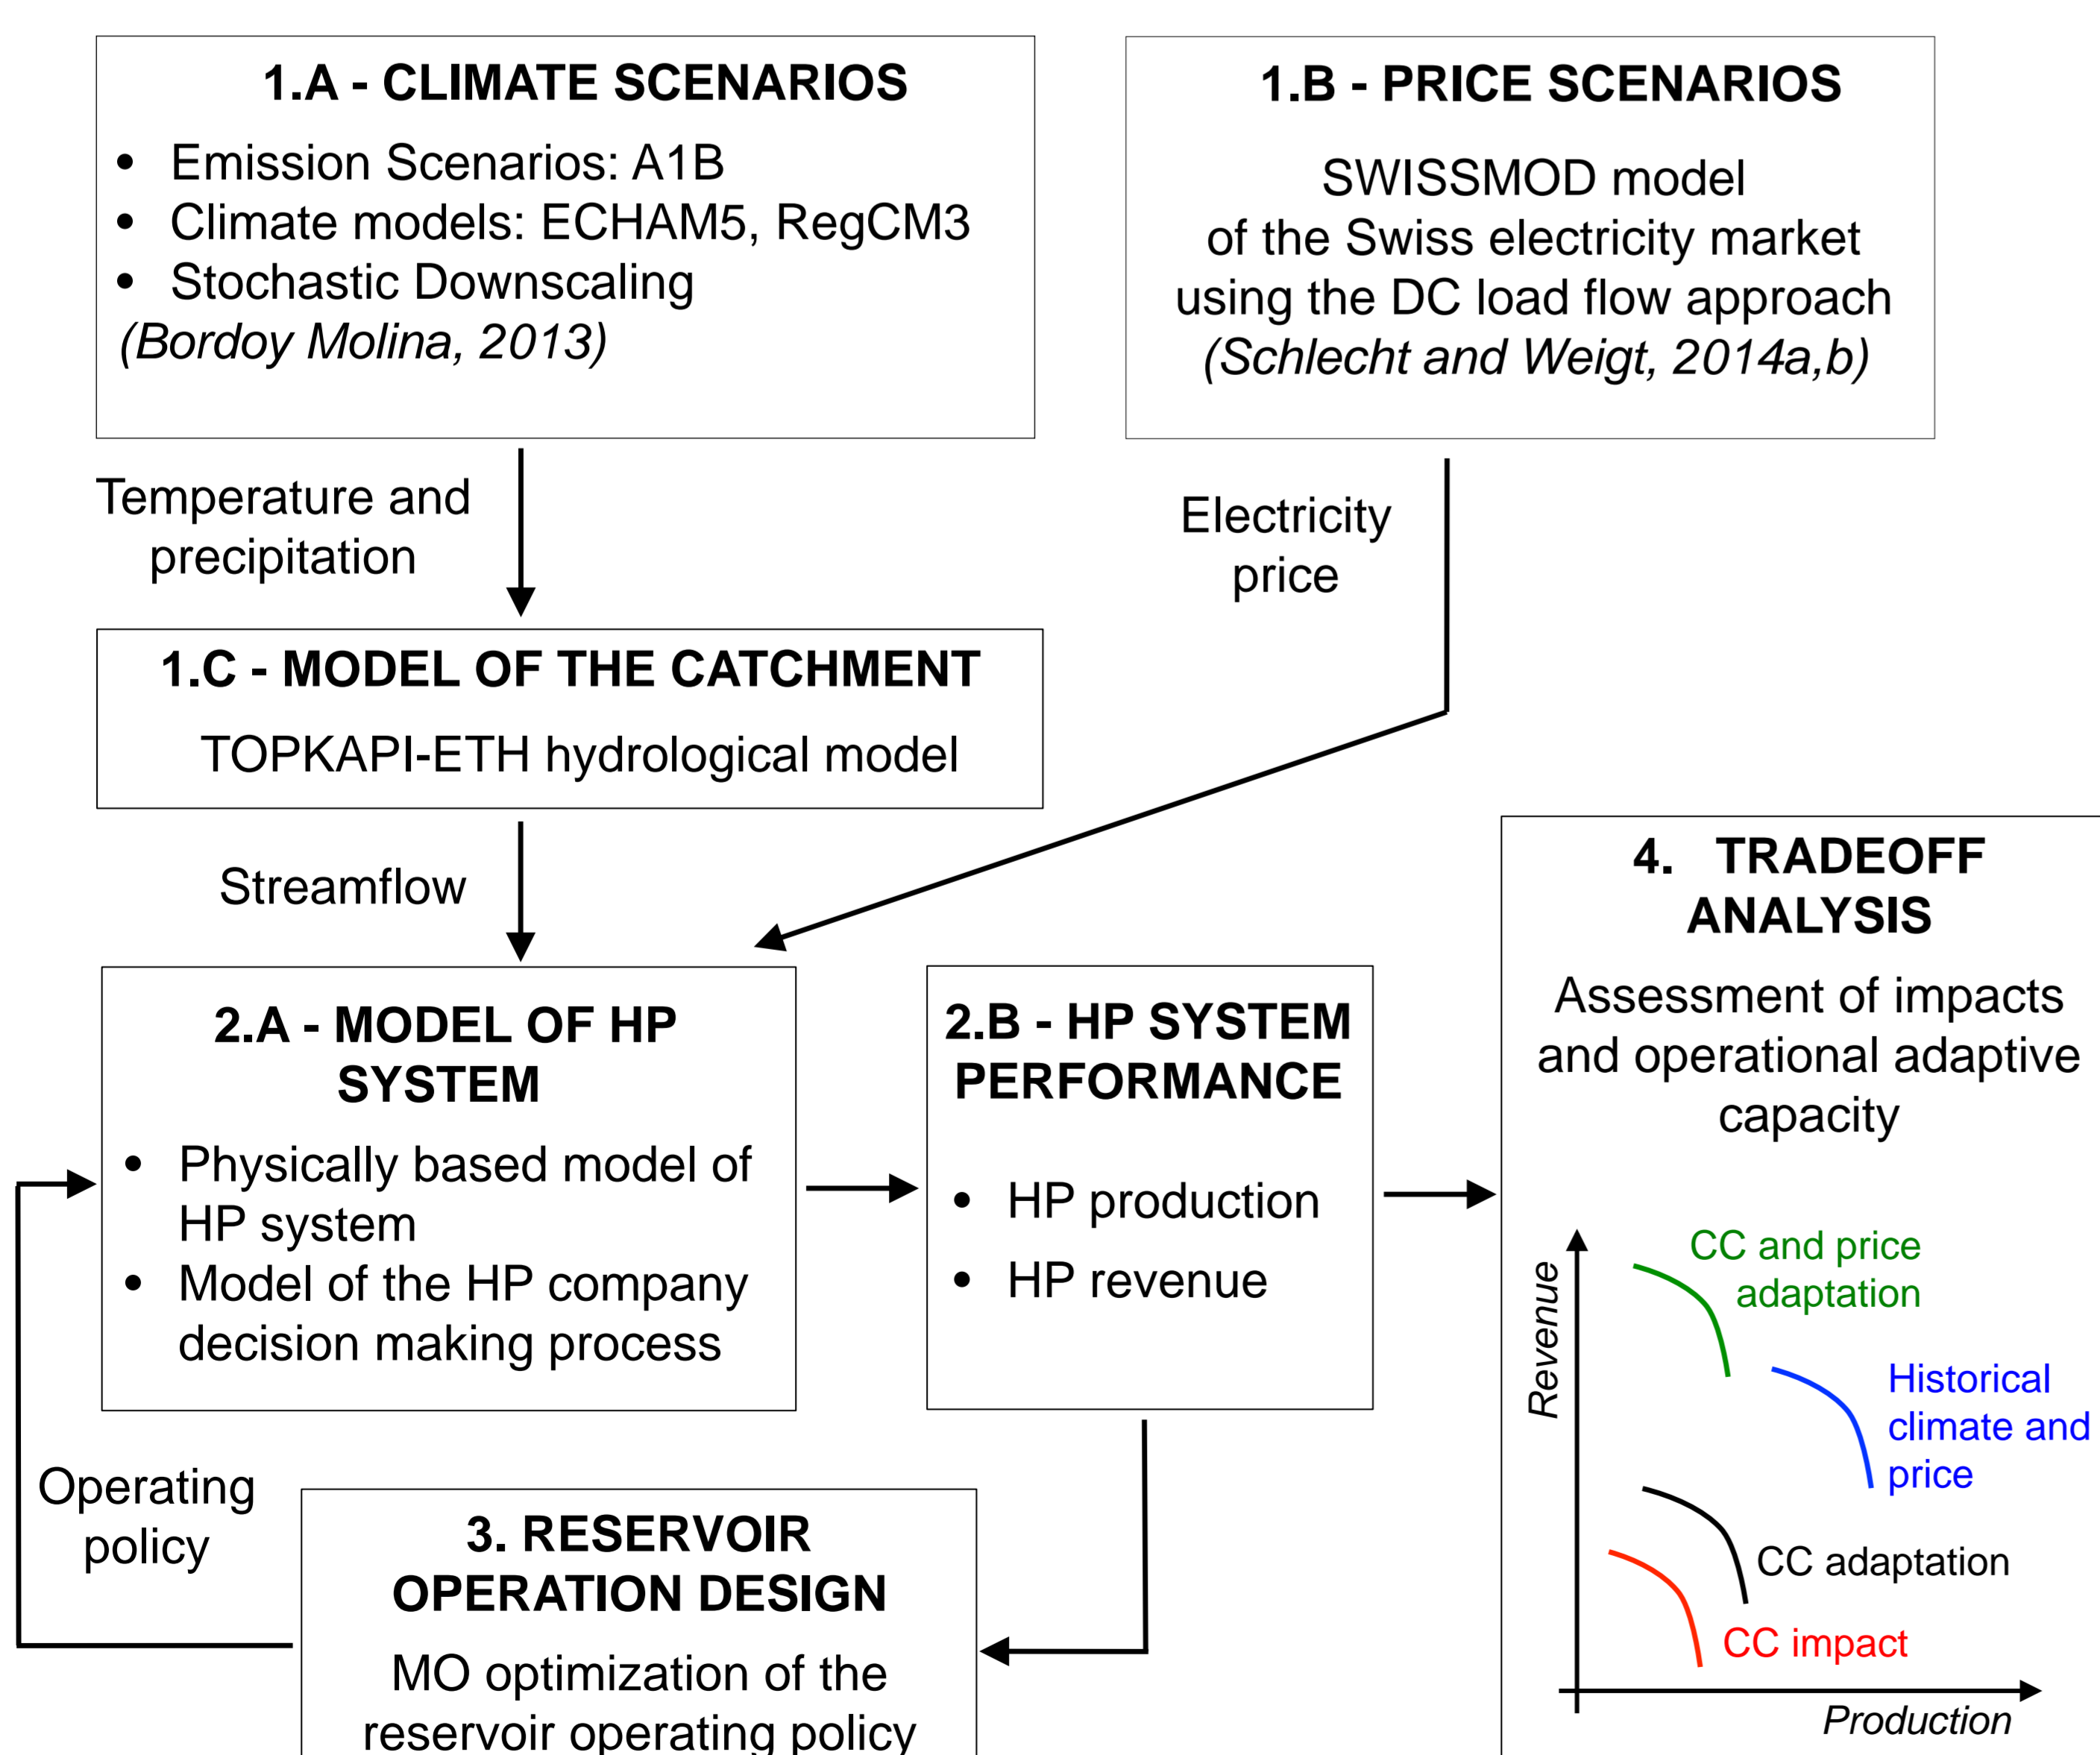 1.A - CLIMATE SCENARIOS
• Emission Scenarios: A1B
• Climate models: ECHAM5, RegCM3
• Stochastic Downscaling
(Bordoy Molina, 2013)
1.B - PRICE SCENARIOS
SWISSMOD model
of the Swiss electricity market
using the DC load flow approach
(Schlecht and Weigt, 2014a,b)
Temperature and
precipitation
Electricity
price
1.C - MODEL OF THE CATCHMENT
TOPKAPI-ETH hydrological model
Streamflow
2.A - MODEL OF HP
SYSTEM
• Physically based model of
HP system
• Model of the HP company
decision making process
2.B - HP SYSTEM
PERFORMANCE
• HP production
• HP revenue
Operating
policy
3. RESERVOIR
OPERATION DESIGN
MO optimization of the
reservoir operating policy
4. TRADEOFF
ANALYSIS
Assessment of impacts
and operational adaptive
capacity
Revenue
CC and price
adaptation
Historical
climate and
price
CC adaptation
CC impact
Production